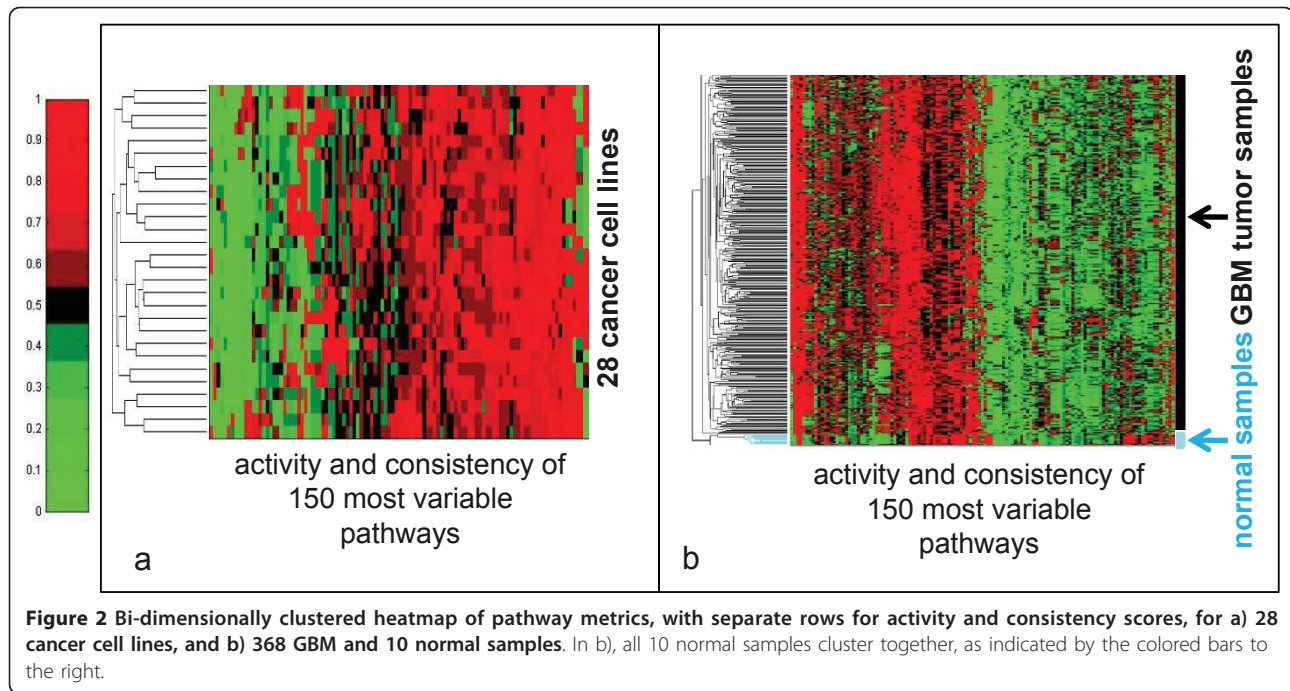 1
0.9
0.8
0.7
0.6
0.5
0.4
0.3
0.2
0.1
0
28 cancer cell lines
activity and consistency of
150 most variable
pathways
a
normal samples GBM tumor samples
activity and consistency of
150 most variable
pathways
b
Figure 2 Bi-dimensionally clustered heatmap of pathway metrics, with separate rows for activity and consistency scores, for a) 28
cancer cell lines, and b) 368 GBM and 10 normal samples. In b), all 10 normal samples cluster together, as indicated by the colored bars to
the right.